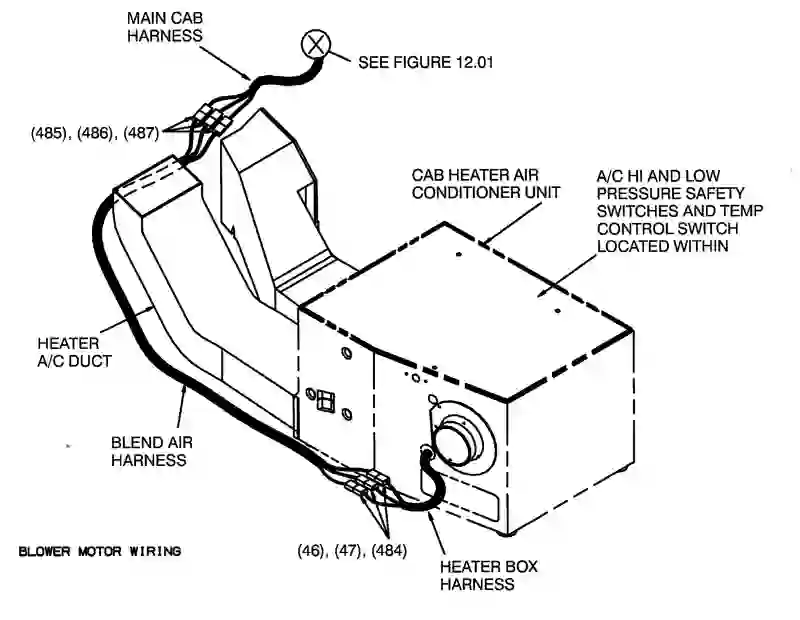 MAIN CAB
HARNESS
SEE FIGURE 12.01
(485), (486), (487)
CAB HEATER AIR
CONDITIONER UNIT
A/C HI AND LOW
PRESSURE SAFETY
SWITCHES AND TEMP
CONTROL SWITCH
LOCATED WITHIN
HEATER
A/C DUCT
BLEND AIR
HARNESS
BLOWER MOTOR WIRING
(46), (47), (484)
HEATER BOX
HARNESS